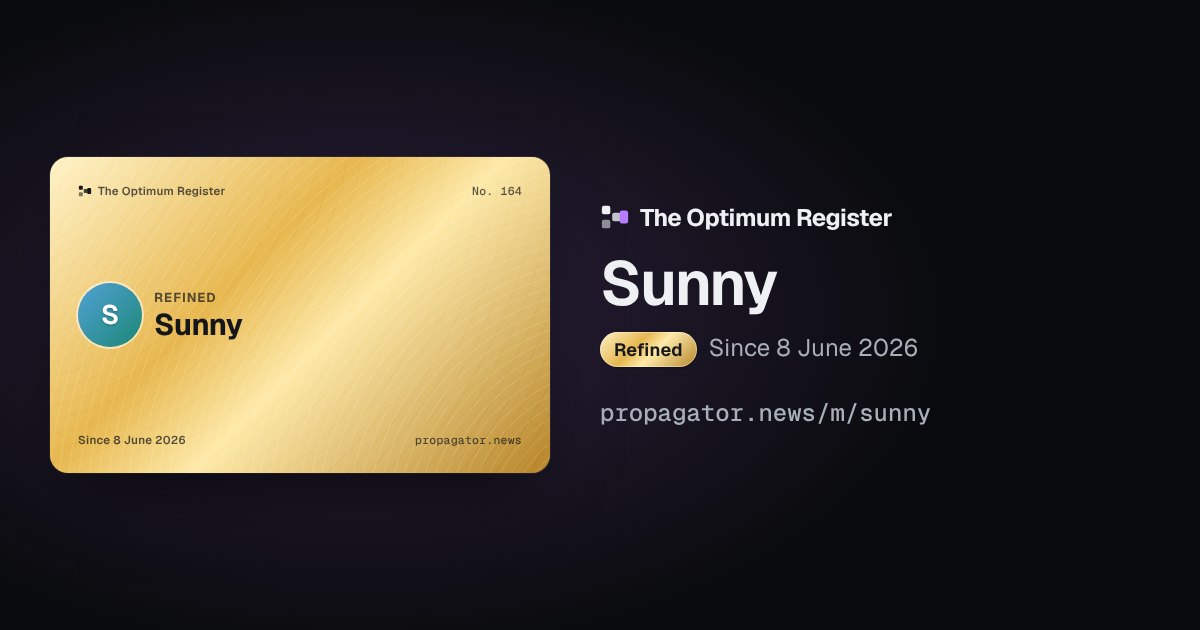 The Optimum Register
No. 164
S
REFINED
Sunny
Since 8 June 2026
propagator.news
The Optimum Register
Sunny
Refined
Since 8 June 2026
propagator.news/m/sunny